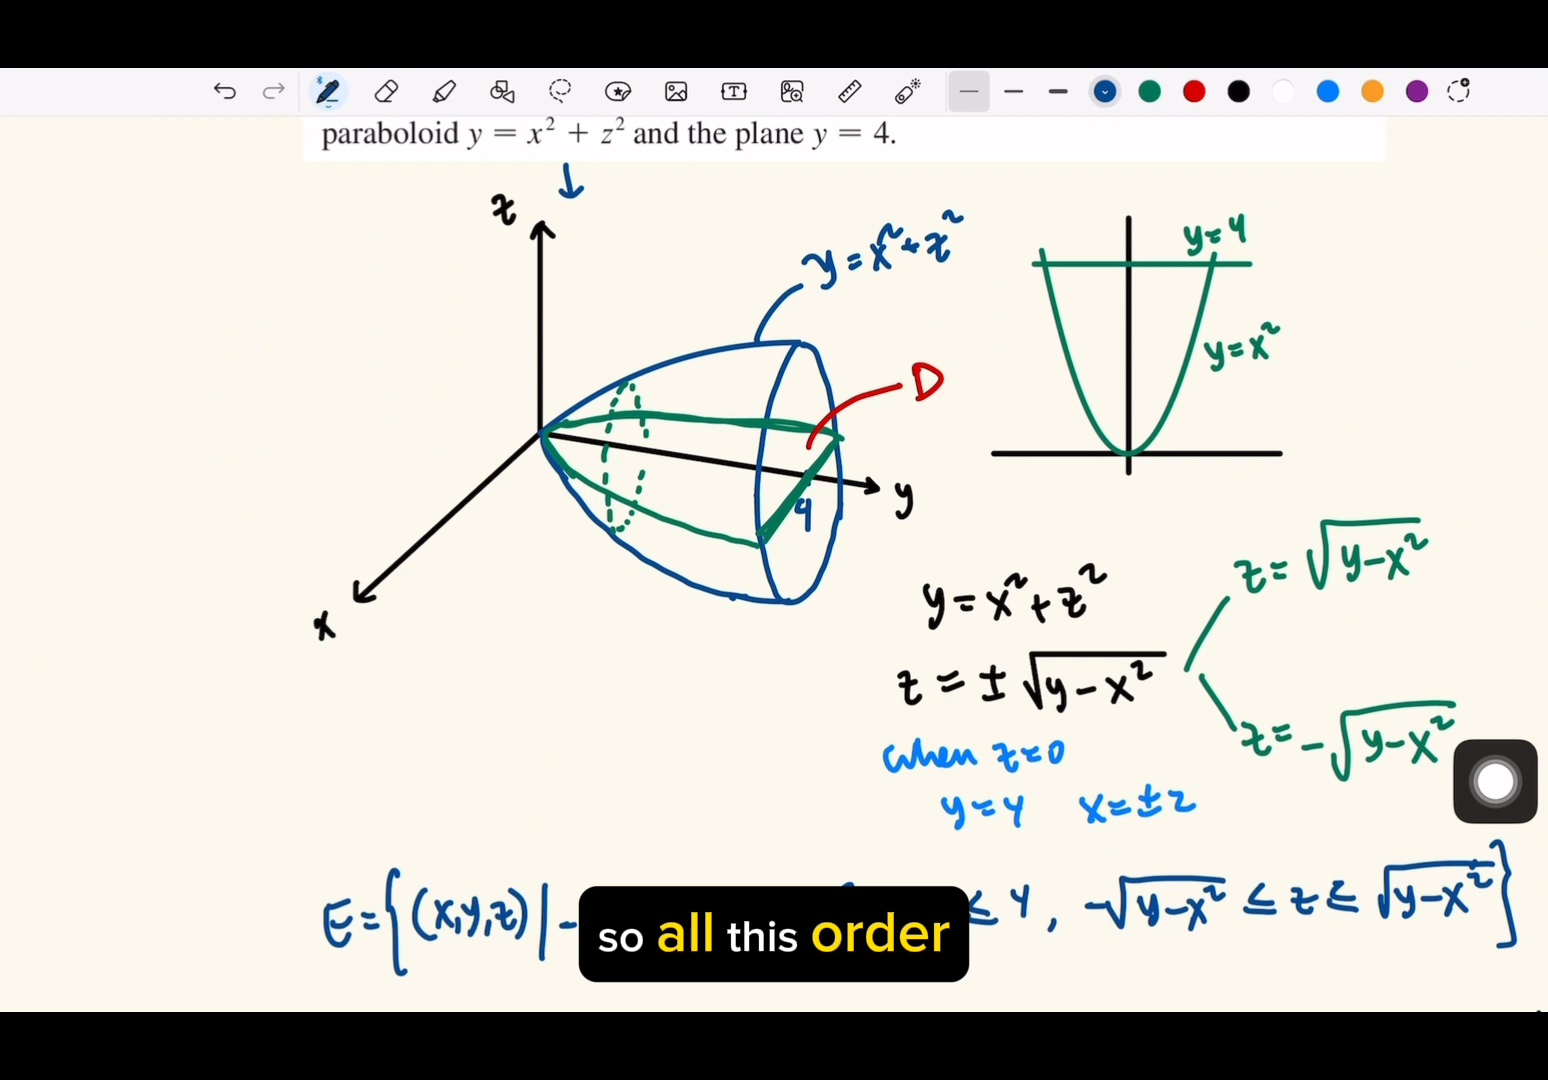 paraboloid y = x² + z² and the plane y = 4.
z
y = x² + z²
y = 4
y = x²
D
y
4
x
y = x² + z²
z = ± √(y − x²)
z = √(y − x²)
z = −√(y − x²)
when z=0
y=4 x=±2
E = {(x,y,z) | − ≤ 4, −√(y−x²) ≤ z ≤ √(y−x²)}
so all this order